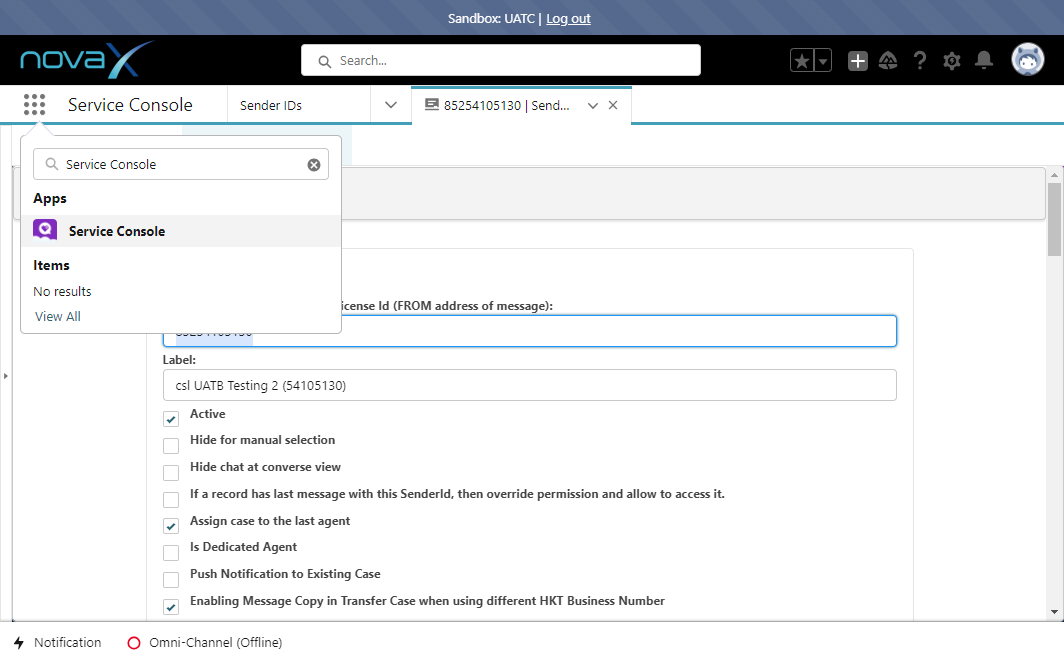 Sandbox: UATC | Log out
novaX
Search...
Service Console
Sender IDs
85254105130 | Send...
Service Console
Apps
Service Console
Items
No results
View All
icense Id (FROM address of message):
85254105130
Label:
csl UATB Testing 2 (54105130)
Active
Hide for manual selection
Hide chat at converse view
If a record has last message with this SenderId, then override permission and allow to access it.
Assign case to the last agent
Is Dedicated Agent
Push Notification to Existing Case
Enabling Message Copy in Transfer Case when using different HKT Business Number
Notification
Omni-Channel (Offline)